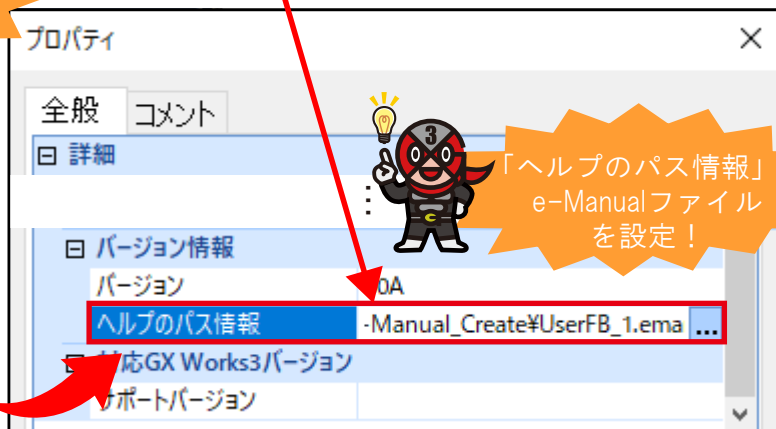 プロパティ
全般 コメント
詳細
3
「ヘルプのパス情報」
e-Manualファイル
を設定！
バージョン情報
バージョン 0A
ヘルプのパス情報 -Manual_Create¥UserFB_1.ema ...
応GX Works3バージョン
サポートバージョン